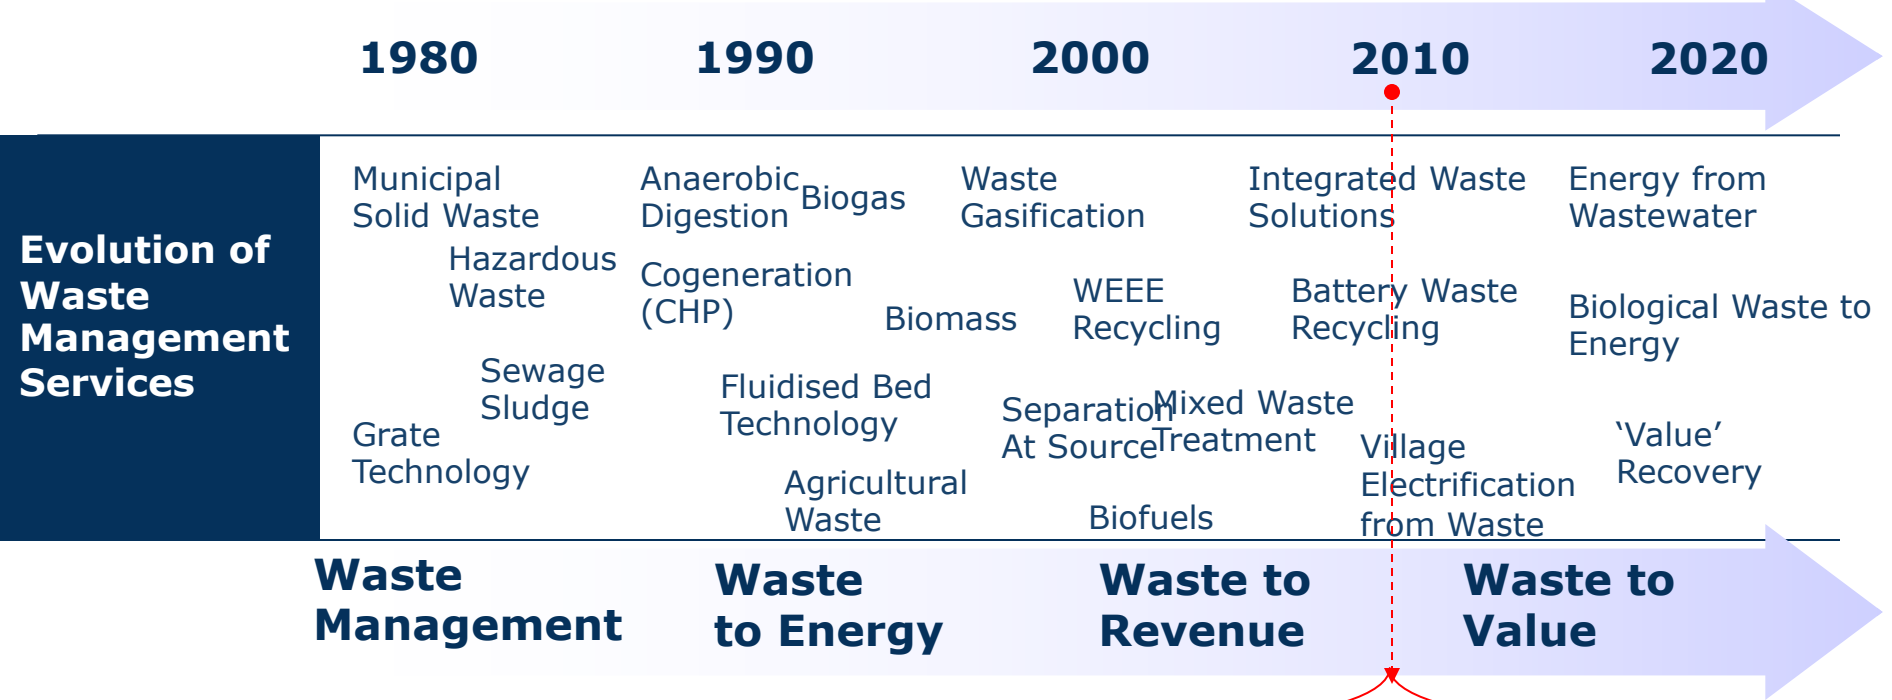 1980
1990
2000
2010
2020
Evolution of
Waste
Management
Services
Municipal
Solid Waste
Hazardous
Waste
Sewage
Sludge
Grate
Technology
Anaerobic
Digestion
Biogas
Cogeneration
(CHP)
Biomass
Fluidised Bed
Technology
Agricultural
Waste
Waste
Gasification
WEEE
Recycling
Separation
At Source
Mixed Waste
Treatment
Biofuels
Integrated Waste
Solutions
Battery Waste
Recycling
Village
Electrification
from Waste
Energy from
Wastewater
Biological Waste to
Energy
‘Value’
Recovery
Waste
Management
Waste
to Energy
Waste to
Revenue
Waste to
Value